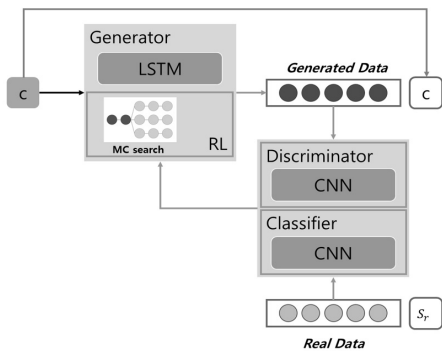 Generator
LSTM
Generated Data
c
c
MC search
RL
Discriminator
CNN
Classifier
CNN
Sr
Real Data